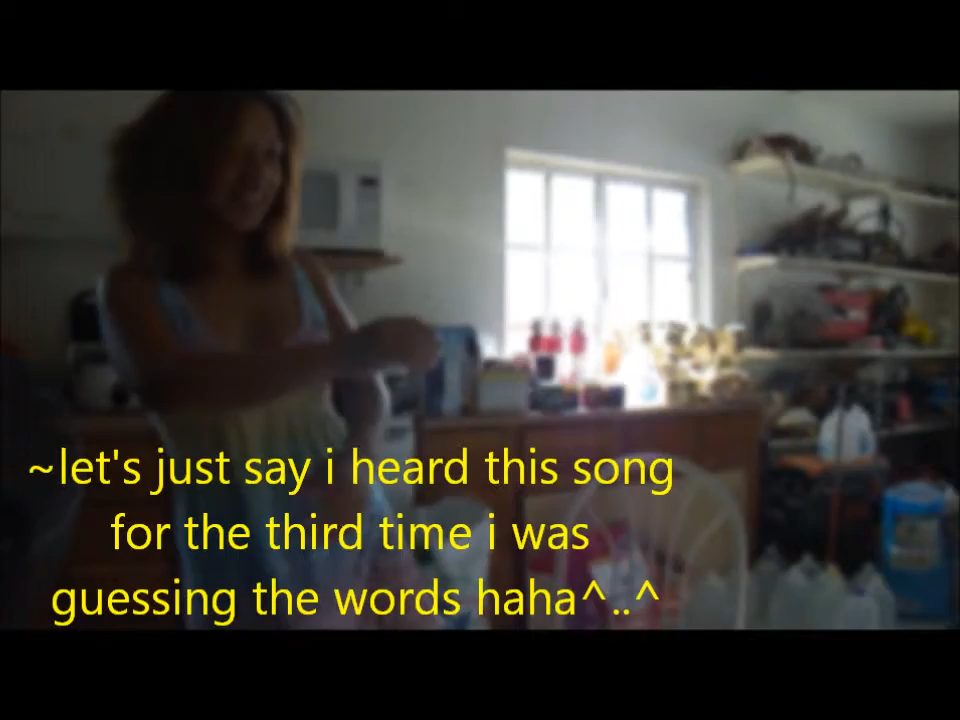 ~let's just say i heard this song
for the third time i was
guessing the words haha^..^